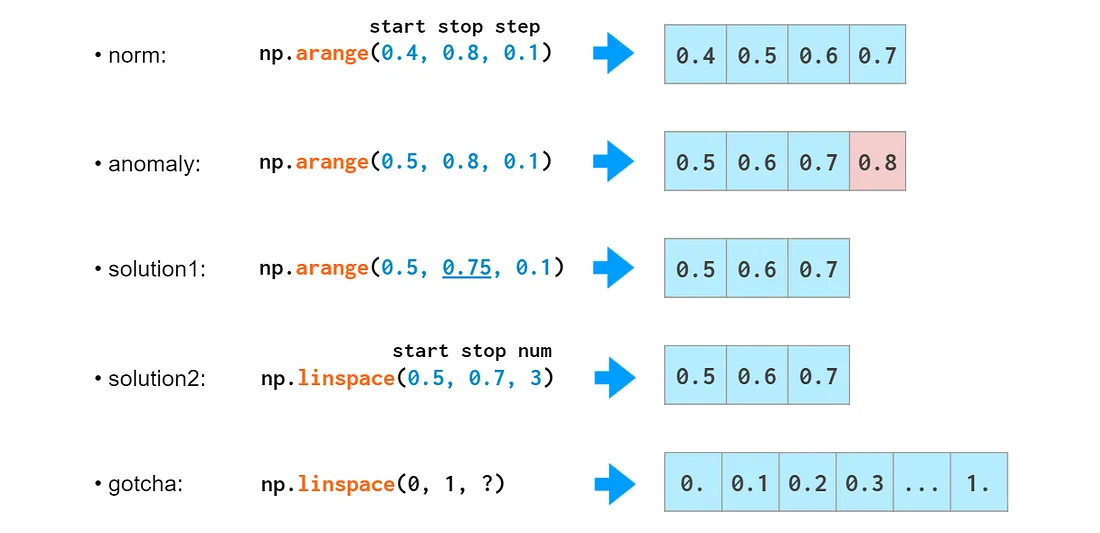 start stop step
• norm: np.arange(0.4, 0.8, 0.1) 0.4 0.5 0.6 0.7
• anomaly: np.arange(0.5, 0.8, 0.1) 0.5 0.6 0.7 0.8
• solution1: np.arange(0.5, 0.75, 0.1) 0.5 0.6 0.7
start stop num
• solution2: np.linspace(0.5, 0.7, 3) 0.5 0.6 0.7
• gotcha: np.linspace(0, 1, ?) 0. 0.1 0.2 0.3 ... 1.